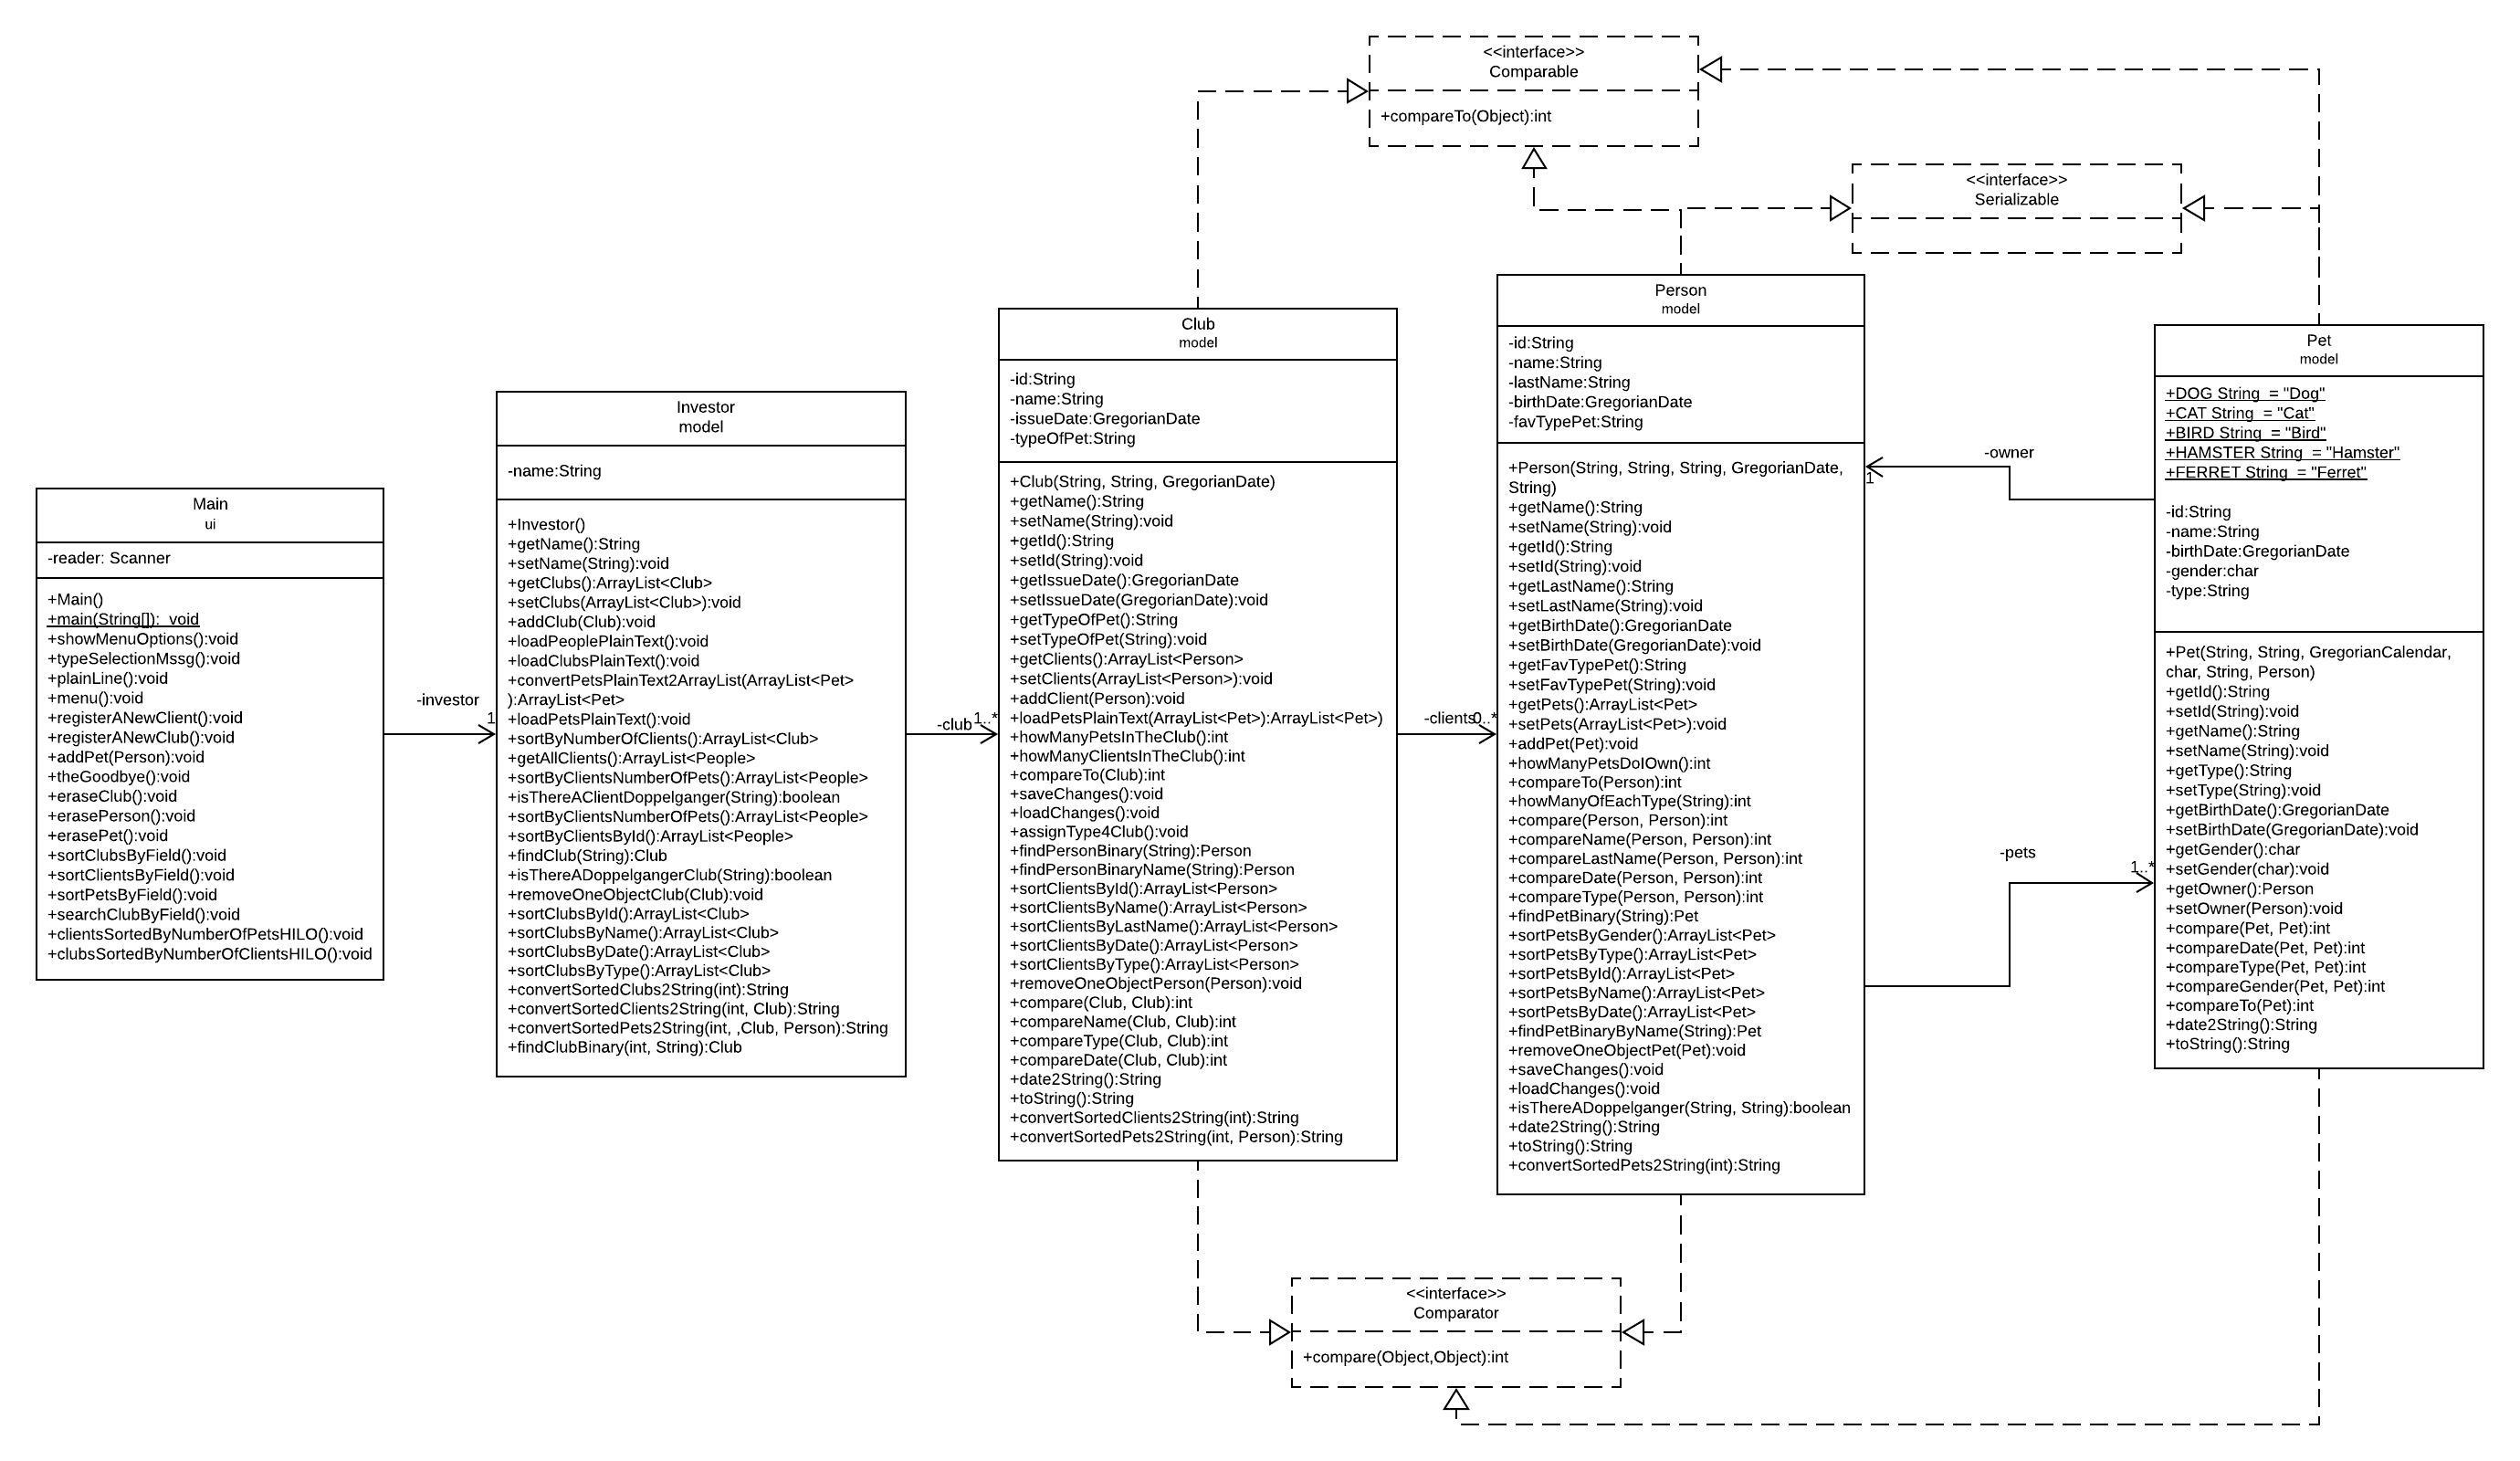 <<interface>>
Comparable
+compareTo(Object):int
<<interface>>
Serializable
Main
ui
-reader: Scanner
+Main()
+main(String[]):  void
+showMenuOptions():void
+typeSelectionMssg():void
+plainLine():void
+menu():void
+registerANewClient():void
+registerANewClub():void
+addPet(Person):void
+theGoodbye():void
+eraseClub():void
+erasePerson():void
+erasePet():void
+sortClubsByField():void
+sortClientsByField():void
+sortPetsByField():void
+searchClubByField():void
+clientsSortedByNumberOfPetsHILO():void
+clubsSortedByNumberOfClientsHILO():void
-investor
1
Investor
model
-name:String
+Investor()
+getName():String
+setName(String):void
+getClubs():ArrayList<Club>
+setClubs(ArrayList<Club>):void
+addClub(Club):void
+loadPeoplePlainText():void
+loadClubsPlainText():void
+convertPetsPlainText2ArrayList(ArrayList<Pet>
):ArrayList<Pet>
+loadPetsPlainText():void
+sortByNumberOfClients():ArrayList<Club>
+getAllClients():ArrayList<People>
+sortByClientsNumberOfPets():ArrayList<People>
+isThereAClientDoppelganger(String):boolean
+sortByClientsNumberOfPets():ArrayList<People>
+sortByClientsById():ArrayList<People>
+findClub(String):Club
+isThereADoppelgangerClub(String):boolean
+removeOneObjectClub(Club):void
+sortClubsById():ArrayList<Club>
+sortClubsByName():ArrayList<Club>
+sortClubsByDate():ArrayList<Club>
+sortClubsByType():ArrayList<Club>
+convertSortedClubs2String(int):String
+convertSortedClients2String(int, Club):String
+convertSortedPets2String(int, ,Club, Person):String
+findClubBinary(int, String):Club
-club
1..*
Club
model
-id:String
-name:String
-issueDate:GregorianDate
-typeOfPet:String
+Club(String, String, GregorianDate)
+getName():String
+setName(String):void
+getId():String
+setId(String):void
+getIssueDate():GregorianDate
+setIssueDate(GregorianDate):void
+getTypeOfPet():String
+setTypeOfPet(String):void
+getClients():ArrayList<Person>
+setClients(ArrayList<Person>):void
+addClient(Person):void
+loadPetsPlainText(ArrayList<Pet>):ArrayList<Pet>)
+howManyPetsInTheClub():int
+howManyClientsInTheClub():int
+compareTo(Club):int
+saveChanges():void
+loadChanges():void
+assignType4Club():void
+findPersonBinary(String):Person
+findPersonBinaryName(String):Person
+sortClientsById():ArrayList<Person>
+sortClientsByName():ArrayList<Person>
+sortClientsByLastName():ArrayList<Person>
+sortClientsByDate():ArrayList<Person>
+sortClientsByType():ArrayList<Person>
+removeOneObjectPerson(Person):void
+compare(Club, Club):int
+compareName(Club, Club):int
+compareType(Club, Club):int
+compareDate(Club, Club):int
+date2String():String
+toString():String
+convertSortedClients2String(int):String
+convertSortedPets2String(int, Person):String
-clients
0..*
Person
model
-id:String
-name:String
-lastName:String
-birthDate:GregorianDate
-favTypePet:String
+Person(String, String, String, GregorianDate,
String)
+getName():String
+setName(String):void
+getId():String
+setId(String):void
+getLastName():String
+setLastName(String):void
+getBirthDate():GregorianDate
+setBirthDate(GregorianDate):void
+getFavTypePet():String
+setFavTypePet(String):void
+getPets():ArrayList<Pet>
+setPets(ArrayList<Pet>):void
+addPet(Pet):void
+howManyPetsDoIOwn():int
+compareTo(Person):int
+howManyOfEachType(String):int
+compare(Person, Person):int
+compareName(Person, Person):int
+compareLastName(Person, Person):int
+compareDate(Person, Person):int
+compareType(Person, Person):int
+findPetBinary(String):Pet
+sortPetsByGender():ArrayList<Pet>
+sortPetsByType():ArrayList<Pet>
+sortPetsById():ArrayList<Pet>
+sortPetsByName():ArrayList<Pet>
+sortPetsByDate():ArrayList<Pet>
+findPetBinaryByName(String):Pet
+removeOneObjectPet(Pet):void
+saveChanges():void
+loadChanges():void
+isThereADoppelganger(String, String):boolean
+date2String():String
+toString():String
+convertSortedPets2String(int):String
-owner
1
-pets
1..*
Pet
model
+DOG String  = "Dog"
+CAT String  = "Cat"
+BIRD String  = "Bird"
+HAMSTER String  = "Hamster"
+FERRET String  = "Ferret"
-id:String
-name:String
-birthDate:GregorianDate
-gender:char
-type:String
+Pet(String, String, GregorianCalendar,
char, String, Person)
+getId():String
+setId(String):void
+getName():String
+setName(String):void
+getType():String
+setType(String):void
+getBirthDate():GregorianDate
+setBirthDate(GregorianDate):void
+getGender():char
+setGender(char):void
+getOwner():Person
+setOwner(Person):void
+compare(Pet, Pet):int
+compareDate(Pet, Pet):int
+compareType(Pet, Pet):int
+compareGender(Pet, Pet):int
+compareTo(Pet):int
+date2String():String
+toString():String
<<interface>>
Comparator
+compare(Object,Object):int